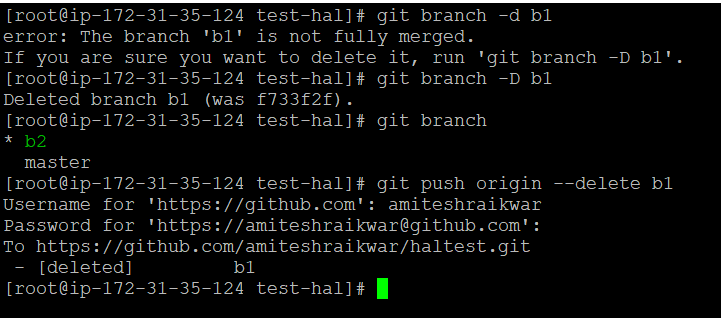 [root@ip-172-31-35-124 test-hal]# git branch -d b1
error: The branch 'b1' is not fully merged.
If you are sure you want to delete it, run 'git branch -D b1'.
[root@ip-172-31-35-124 test-hal]# git branch -D b1
Deleted branch b1 (was f733f2f).
[root@ip-172-31-35-124 test-hal]# git branch
* b2
  master
[root@ip-172-31-35-124 test-hal]# git push origin --delete b1
Username for 'https://github.com': amiteshraikwar
Password for 'https://amiteshraikwar@github.com':
To https://github.com/amiteshraikwar/haltest.git
 - [deleted]         b1
[root@ip-172-31-35-124 test-hal]#